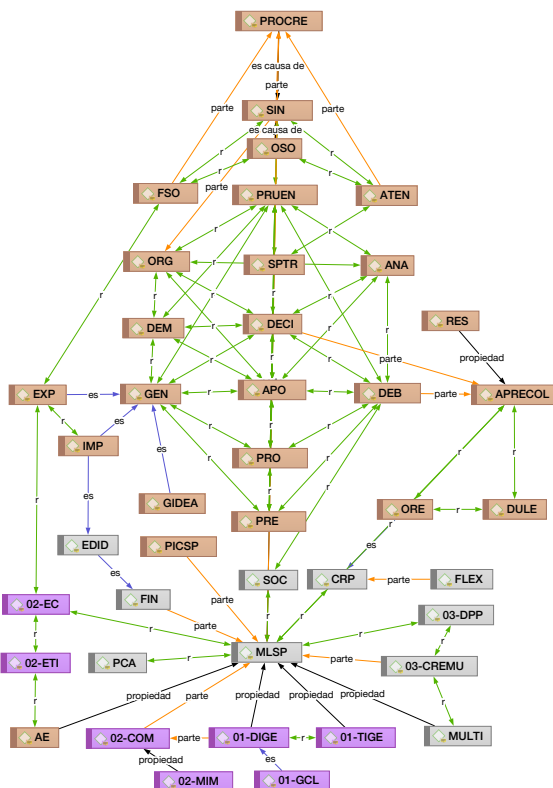 PROCRE
es causa de
parte
SIN
parte
parte
es causa de
OSO
r
r
r
r
parte
FSO
PRUEN
ATEN
r
r
r
r
ORG
SPTR
ANA
r
r
r
r
r
r
r
r
DEM
DECI
RES
r
r
r
r
r
parte
propiedad
EXP
es
GEN
r
APO
r
DEB
parte
APRECOL
r
es
IMP
r
r
r
r
PRO
r
r
es
es
r
r
r
r
GIDEA
PRE
ORE
r
DULE
EDID
PICSP
es
es
FIN
SOC
CRP
parte
FLEX
02-EC
parte
parte
r
r
r
r
03-DPP
r
02-ETI
PCA
r
MLSP
parte
r
03-CREMU
r
propiedad
parte
propiedad
propiedad
propiedad
r
AE
02-COM
parte
01-DIGE
r
01-TIGE
MULTI
propiedad
es
02-MIM
01-GCL